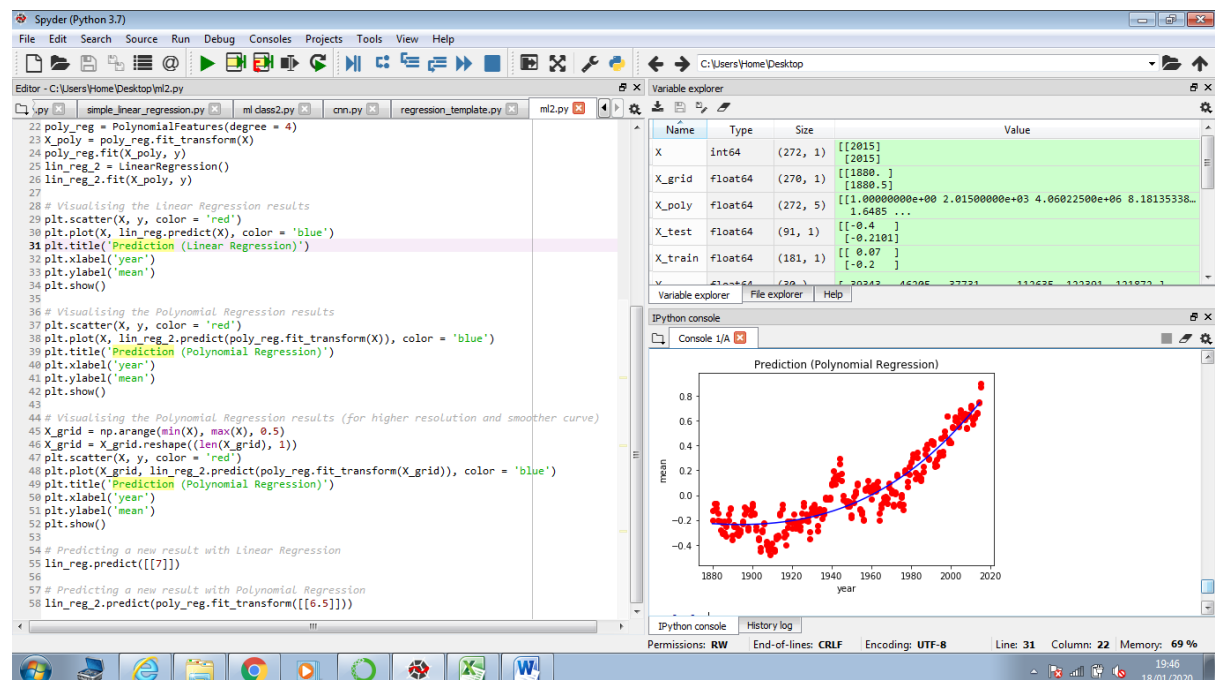 Spyder (Python 3.7)
File Edit Search Source Run Debug Consoles Projects Tools View Help
C:\Users\Home\Desktop
Editor - C:\Users\Home\Desktop\ml2.py
.py simple_linear_regression.py ml class2.py cnn.py regression_template.py ml2.py
22 poly_reg = PolynomialFeatures(degree = 4)
23 X_poly = poly_reg.fit_transform(X)
24 poly_reg.fit(X_poly, y)
25 lin_reg_2 = LinearRegression()
26 lin_reg_2.fit(X_poly, y)
27
28 # Visualising the Linear Regression results
29 plt.scatter(X, y, color = 'red')
30 plt.plot(X, lin_reg.predict(X), color = 'blue')
31 plt.title('Prediction (Linear Regression)')
32 plt.xlabel('year')
33 plt.ylabel('mean')
34 plt.show()
35
36 # Visualising the Polynomial Regression results
37 plt.scatter(X, y, color = 'red')
38 plt.plot(X, lin_reg_2.predict(poly_reg.fit_transform(X)), color = 'blue')
39 plt.title('Prediction (Polynomial Regression)')
40 plt.xlabel('year')
41 plt.ylabel('mean')
42 plt.show()
43
44 # Visualising the Polynomial Regression results (for higher resolution and smoother curve)
45 X_grid = np.arange(min(X), max(X), 0.5)
46 X_grid = X_grid.reshape((len(X_grid), 1))
47 plt.scatter(X, y, color = 'red')
48 plt.plot(X_grid, lin_reg_2.predict(poly_reg.fit_transform(X_grid)), color = 'blue')
49 plt.title('Prediction (Polynomial Regression)')
50 plt.xlabel('year')
51 plt.ylabel('mean')
52 plt.show()
53
54 # Predicting a new result with Linear Regression
55 lin_reg.predict([[7]])
56
57 # Predicting a new result with Polynomial Regression
58 lin_reg_2.predict(poly_reg.fit_transform([[6.5]]))
Variable explorer
Name Type Size Value
X int64 (272, 1) [[2015]
[2015]
X_grid float64 (270, 1) [[1880. ]
[1880.5]
X_poly float64 (272, 5) [[1.00000000e+00 2.01500000e+03 4.06022500e+06 8.18135338…
1.6485 ...
X_test float64 (91, 1) [[-0.4 ]
[-0.2101]
X_train float64 (181, 1) [[ 0.07 ]
[-0.2 ]
Variable explorer File explorer Help
IPython console
Console 1/A
Prediction (Polynomial Regression)
0.8
0.6
0.4
0.2
0.0
−0.2
−0.4
mean
1880 1900 1920 1940 1960 1980 2000 2020
year
IPython console History log
Permissions: RW End-of-lines: CRLF Encoding: UTF-8 Line: 31 Column: 22 Memory: 69 %
19:46
18/01/2020